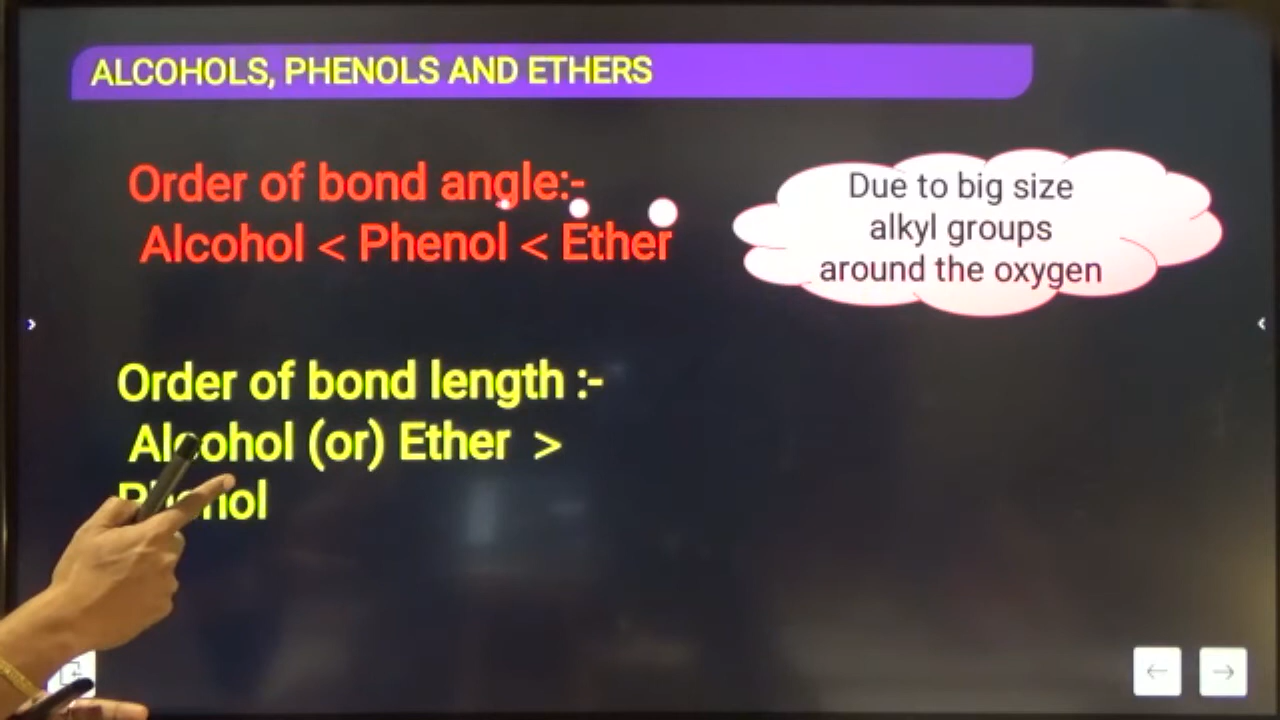 ALCOHOLS, PHENOLS AND ETHERS
Order of bond angle:-
Alcohol < Phenol < Ether
Due to big size
alkyl groups
around the oxygen
Order of bond length :-
Alcohol (or) Ether >
Phenol